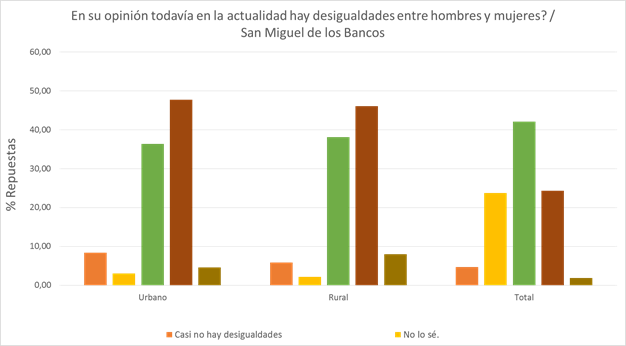 En su opinión todavía en la actualidad hay desigualdades entre hombres y mujeres? /
San Miguel de los Bancos
60,00
50,00
40,00
30,00
20,00
10,00
0,00
% Repuestas
Urbano Rural Total
Casi no hay desigualdades No lo sé.